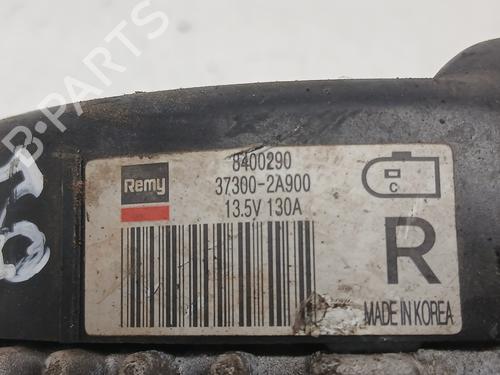 B-PARTS
Remy
8400290
37300-2A900
13.5V 130A
C
R
MADE IN KOREA